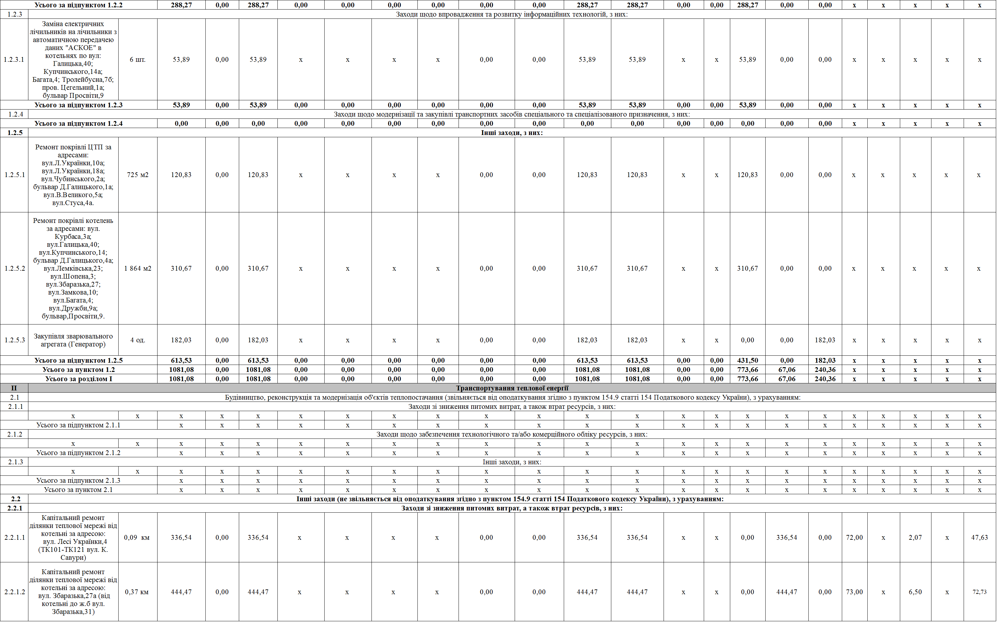 Усього за підпунктом 1.2.2 288,27 0,00 288,27 0,00 0,00 0,00 0,00 0,00 0,00 288,27 288,27 0,00 0,00 288,27 0,00 0,00 х х х х х
1.2.3 Заходи щодо впровадження та розвитку інформаційних технологій, з них:
Заміна електричних
лічильників на лічильники з
автоматичною передачею
даних "АСКОЕ" в
котельнях по вул:
1.2.3.1 Галицька,40; 6 шт. 53,89 0,00 53,89 х х х х 0,00 0,00 53,89 53,89 х х 53,89 0,00 0,00 х х х х х
Купчинського,14а;
Багата,4; Тролейбусна,7б;
пров. Цегельний,1а;
бульвар Просвіти,9
Усього за підпунктом 1.2.3 53,89 0,00 53,89 0,00 0,00 0,00 0,00 0,00 0,00 53,89 53,89 0,00 0,00 53,89 0,00 0,00 х х х х х
1.2.4 Заходи щодо модернізації та закупівлі транспортних засобів спеціального та спеціалізованого призначення, з них:
Усього за підпунктом 1.2.4 0,00 0,00 0,00 0,00 0,00 0,00 0,00 0,00 0,00 0,00 0,00 0,00 0,00 0,00 0,00 0,00 х х х х х
1.2.5 Інші заходи, з них:
Ремонт покрівлі ЦТП за
адресами:
вул.Л.Українки,10а;
вул.Л.Українки,18а;
1.2.5.1 вул.Чубинського,2а; 725 м2 120,83 0,00 120,83 х х х х 0,00 0,00 120,83 120,83 х х 120,83 0,00 0,00 х х х х х
бульвар Д.Галицького,1а;
вул.В.Великого,5а;
вул.Стуса,4а.
Ремонт покрівлі котелень
за адресами: вул.
Курбаса,3а;
вул.Галицька,40;
вул.Купчинського,14;
бульвар Д.Галицького,4а;
1.2.5.2 вул.Лемківська,23; 1 864 м2 310,67 0,00 310,67 х х х х 0,00 0,00 310,67 310,67 х х 310,67 0,00 0,00 х х х х х
вул.Шопена,3;
вул.Збаразька,27;
вул.Замкова,10;
вул.Багата,4;
вул.Дружби,9а;
бульвар,Просвіти,9.
1.2.5.3 Закупівля зварювального
агрегата (Генератор) 4 од. 182,03 0,00 182,03 х х х х 0,00 0,00 182,03 182,03 х х 0,00 0,00 182,03 х х х х х
Усього за підпунктом 1.2.5 613,53 0,00 613,53 0,00 0,00 0,00 0,00 0,00 0,00 613,53 613,53 0,00 0,00 431,50 0,00 182,03 х х х х х
Усього за пунктом 1.2 1081,08 0,00 1081,08 0,00 0,00 0,00 0,00 0,00 0,00 1081,08 1081,08 0,00 0,00 773,66 67,06 240,36 х х х х х
Усього за розділом I 1081,08 0,00 1081,08 0,00 0,00 0,00 0,00 0,00 0,00 1081,08 1081,08 0,00 0,00 773,66 67,06 240,36 х х х х х
II Транспортування теплової енергії
2.1 Будівництво, реконструкція та модернізація об'єктів теплопостачання (звільняється від оподаткування згідно з пунктом 154.9 статті 154 Податкового кодексу України), з урахуванням:
2.1.1 Заходи зі зниження питомих витрат, а також втрат ресурсів, з них:
х х х х х х х х х х х х х х х х х х х х х х х
Усього за підпунктом 2.1.1 х х х х х х х х х х х х х х х х х х х х х
2.1.2 Заходи щодо забезпечення технологічного та/або комерційного обліку ресурсів, з них:
х х х х х х х х х х х х х х х х х х х х х х х
Усього за підпунктом 2.1.2 х х х х х х х х х х х х х х х х х х х х х
2.1.3 Інші заходи, з них:
х х х х х х х х х х х х х х х х х х х х х х х
Усього за підпунктом 2.1.3 х х х х х х х х х х х х х х х х х х х х х
Усього за пунктом 2.1 х х х х х х х х х х х х х х х х х х х х х
2.2 Інші заходи (не звільняється від оподаткування згідно з пунктом 154.9 статті 154 Податкового кодексу України), з урахуванням:
2.2.1 Заходи зі зниження питомих витрат, а також втрат ресурсів, з них:
Капітальний ремонт
ділянки теплової мережі від
котельні за адресою:
2.2.1.1 вул. Лесі Українки,4 0,09 км 336,54 0,00 336,54 х х х х 0,00 0,00 336,54 336,54 х х 0,00 336,54 0,00 72,00 х 2,07 х 47,63
(ТК101-ТК121 вул. К.
Савури)
Капітальний ремонт
ділянки теплової мережі від
котельні за адресою:
2.2.1.2 вул. Збаразька,27а (від 0,37 км 444,47 0,00 444,47 х х х х 0,00 0,00 444,47 444,47 х х 0,00 444,47 0,00 73,00 х 6,50 х 72,73
котельні до ж.б вул.
Збаразька,31)